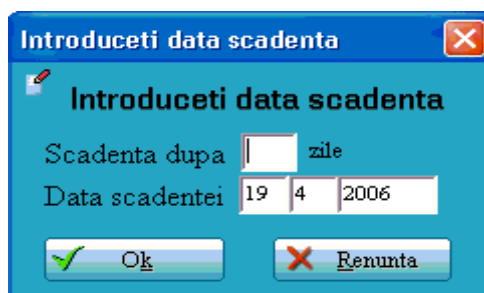 Introduceti data scadenta
Introduceti data scadenta
Scadenta dupa zile
Data scadentei 19 4 2006
Ok Renunta